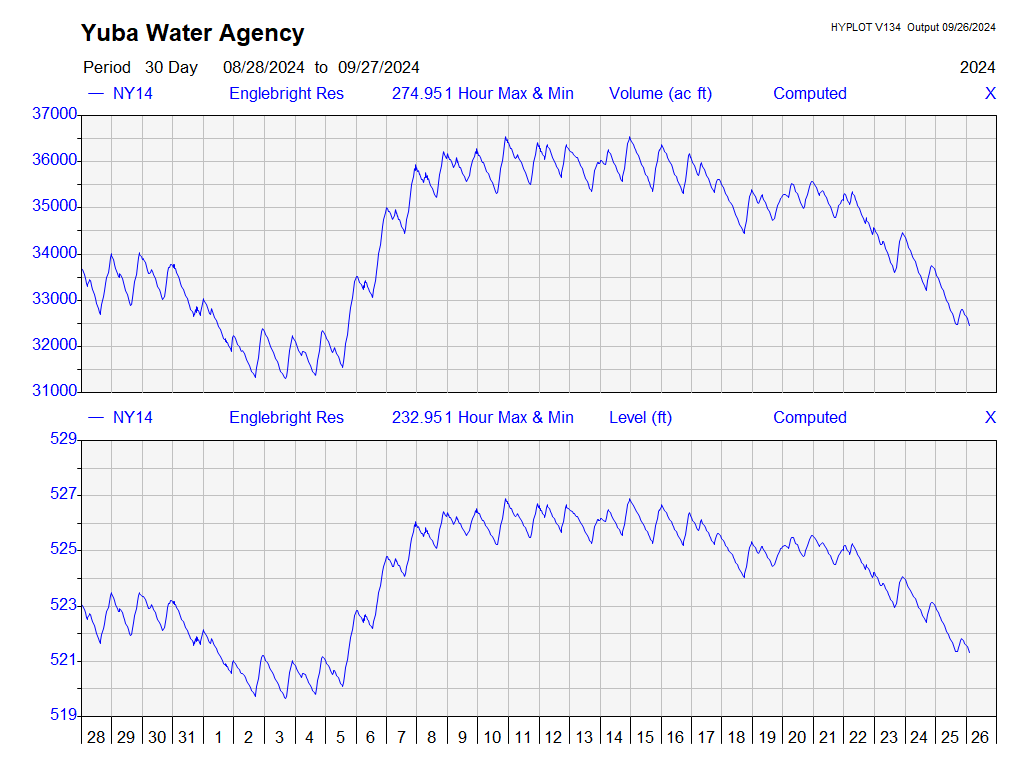 Yuba Water Agency
HYPLOT V134 Output 09/26/2024
Period 30 Day 08/28/2024 to 09/27/2024
2024
NY14 Englebright Res 274.951 Hour Max & Min Volume (ac ft) Computed X
37000
36000
35000
34000
33000
32000
31000
NY14 Englebright Res 232.951 Hour Max & Min Level (ft) Computed X
529
527
525
523
521
519
28 29 30 31 1 2 3 4 5 6 7 8 9 10 11 12 13 14 15 16 17 18 19 20 21 22 23 24 25 26